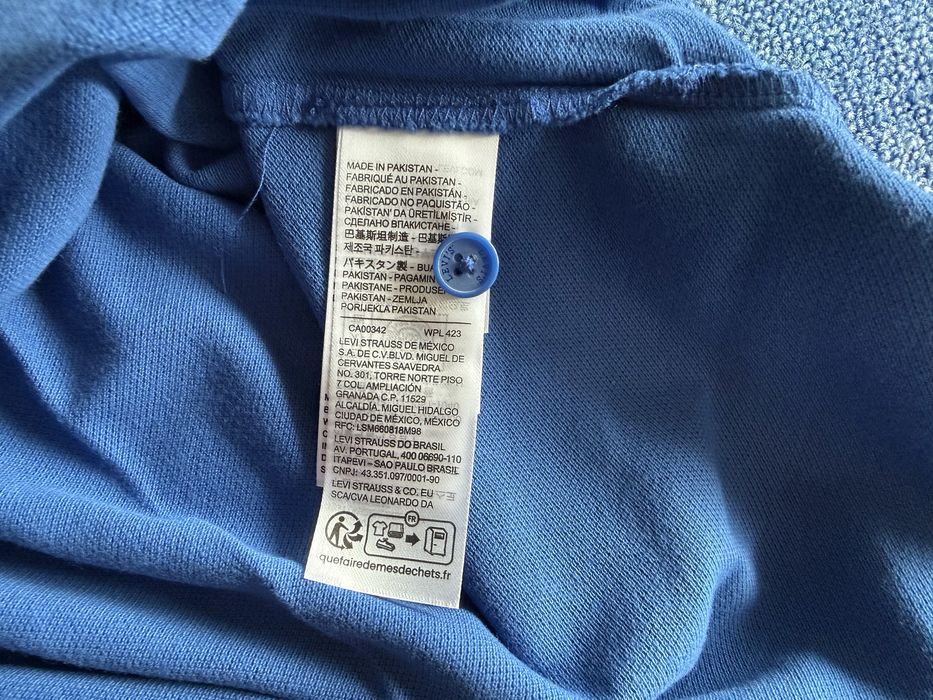 MADE IN PAKISTAN -
FABRIQUÉ AU PAKISTAN -
FABRICADO EN PAKISTÁN -
FABRICADO NO PAQUISTÃO -
PAKİSTAN' DA ÜRETİLMİŞTİR -
СДЕЛАНО ВПАКИСТАНЕ -
巴基斯坦制造 - 巴基
제조국 파키스탄 -
パキスタン製 -
PAKISTAN - PAGAMIN
PAKISTANE - PRODUSE
PAKISTAN - ZEMLJA
PORIJEKLA PAKISTAN
CA00342 WPL 423
LEVI STRAUSS DE MÉXICO
S.A. DE C.V.BLVD. MIGUEL DE
CERVANTES SAAVEDRA
NO. 301, TORRE NORTE PISO
7 COL. AMPLIACIÓN
GRANADA C.P. 11529
ALCALDÍA. MIGUEL HIDALGO
CIUDAD DE MÉXICO, MÉXICO
RFC: LSM660818M98
LEVI STRAUSS DO BRASIL
AV. PORTUGAL, 400 06690-110
ITAPEVI – SAO PAULO BRASIL
CNPJ: 43.351.097/0001-90
LEVI STRAUSS & CO. EU
SCA/CVA LEONARDO DA
FR
quefairedemesdechets.fr
LEVI'S